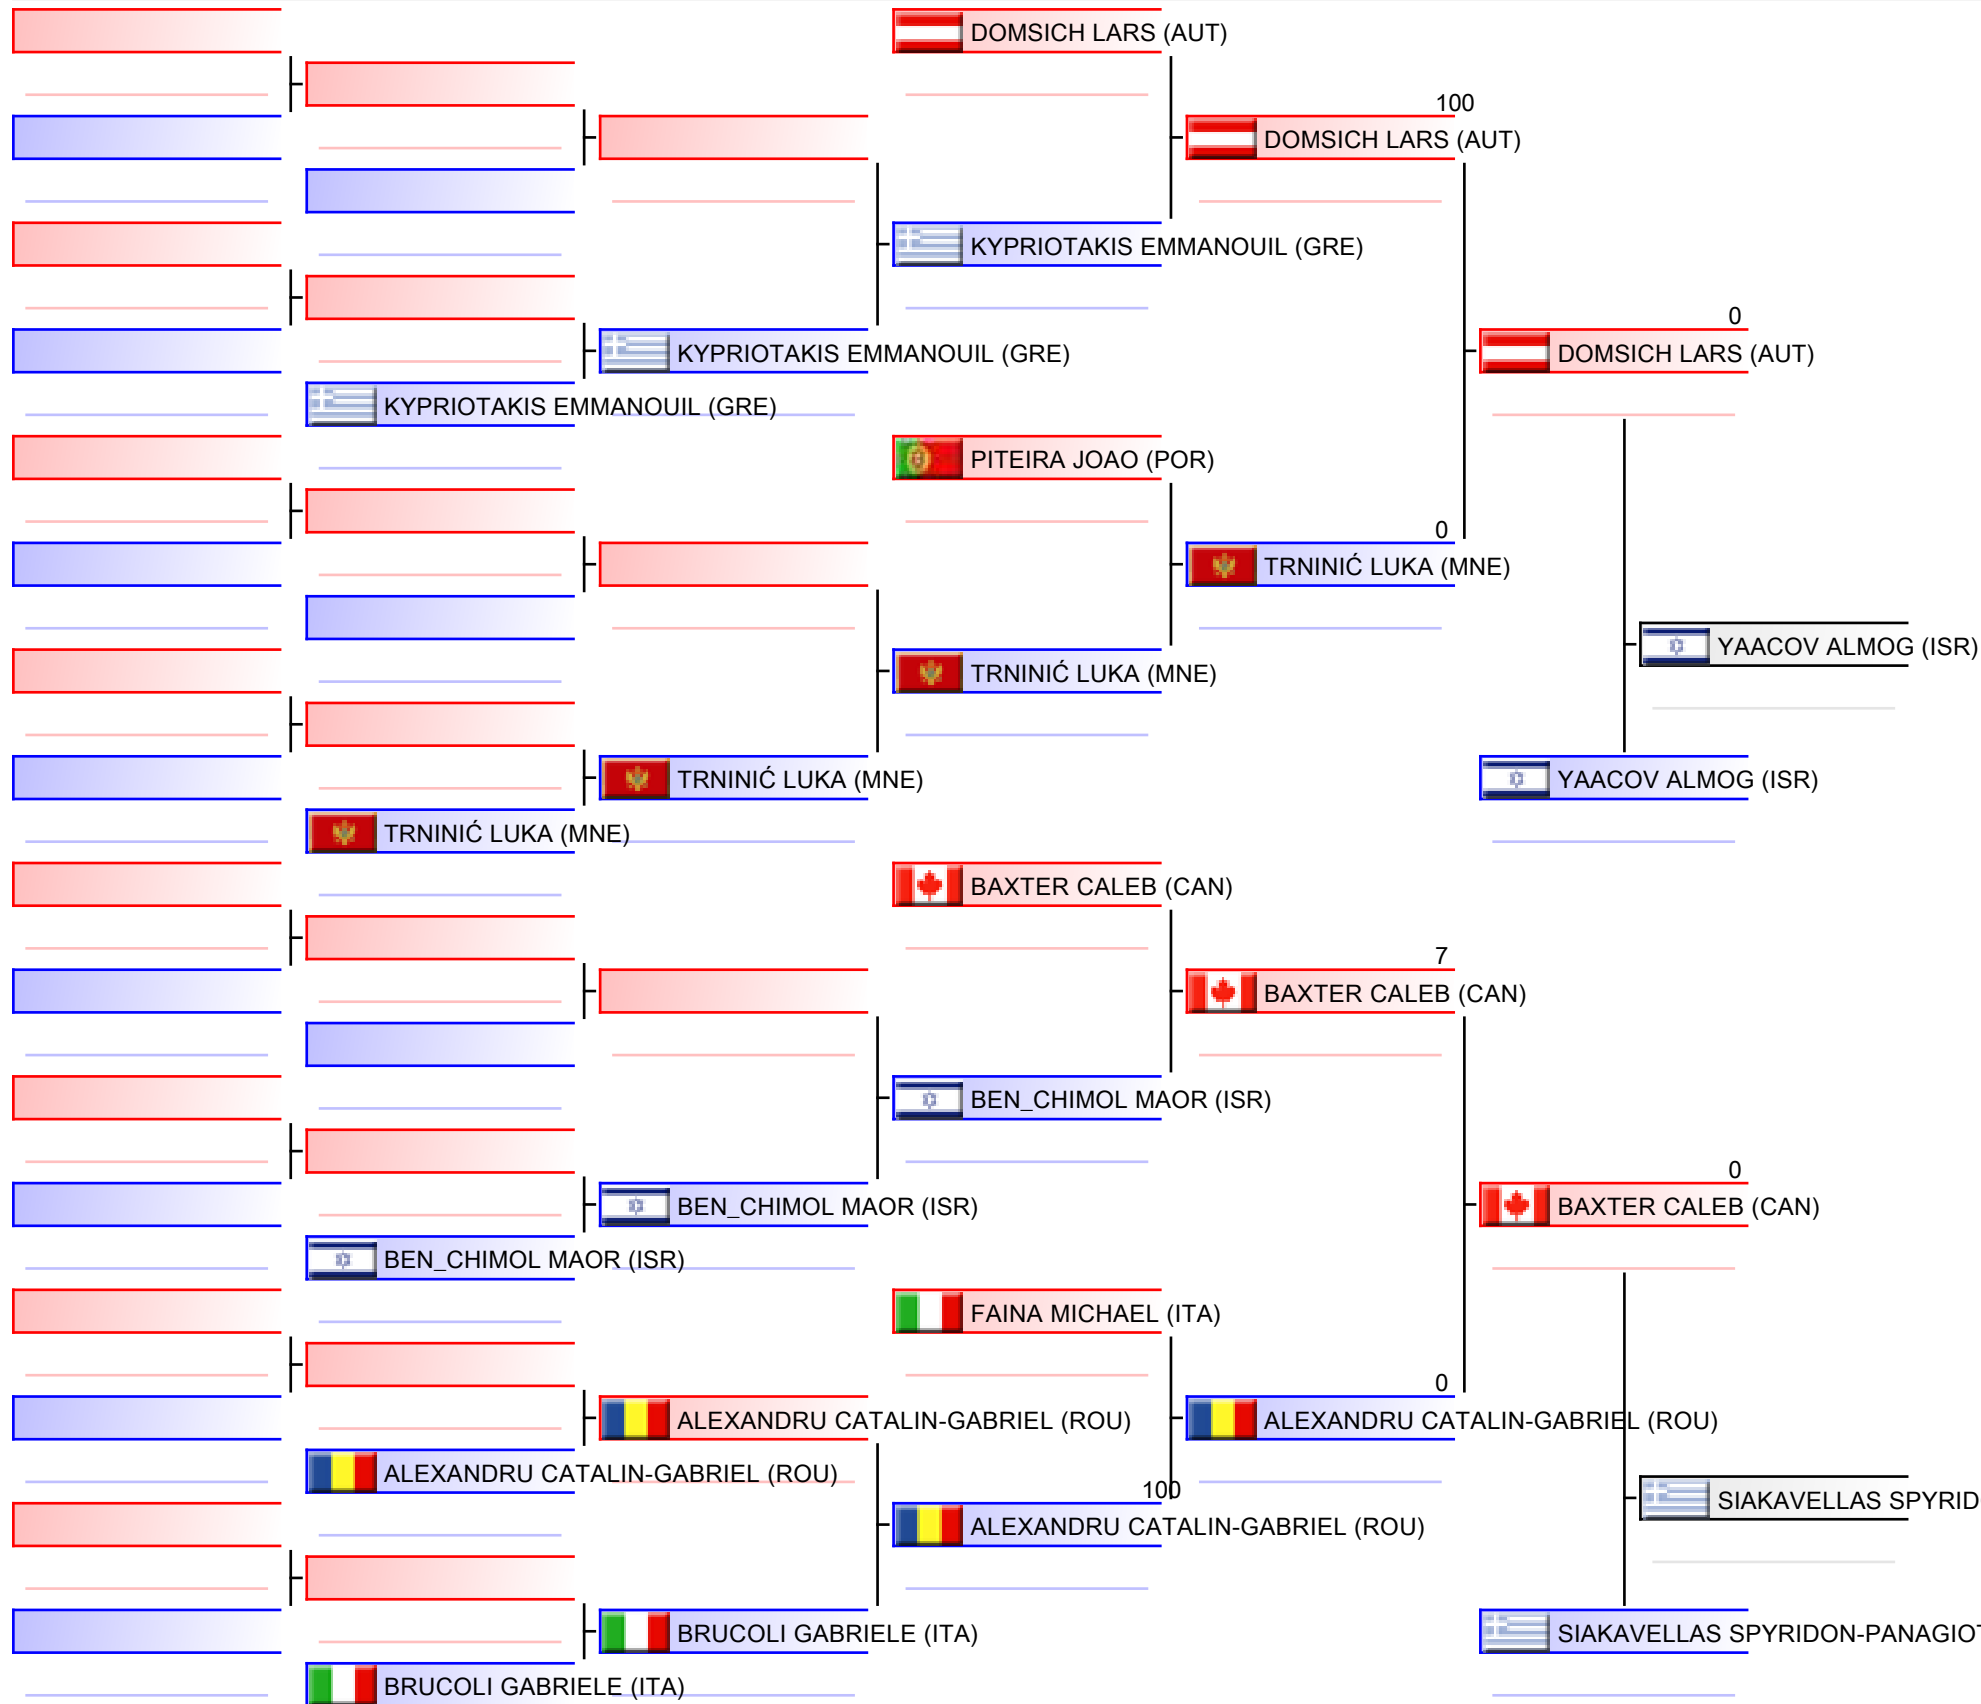 DOMSICH LARS (AUT)
100
DOMSICH LARS (AUT)
KYPRIOTAKIS EMMANOUIL (GRE)
0
KYPRIOTAKIS EMMANOUIL (GRE)
DOMSICH LARS (AUT)
KYPRIOTAKIS EMMANOUIL (GRE)
PITEIRA JOAO (POR)
0
TRNINIĆ LUKA (MNE)
YAACOV ALMOG (ISR)
TRNINIĆ LUKA (MNE)
TRNINIĆ LUKA (MNE)
YAACOV ALMOG (ISR)
TRNINIĆ LUKA (MNE)
BAXTER CALEB (CAN)
7
BAXTER CALEB (CAN)
BEN_CHIMOL MAOR (ISR)
0
BEN_CHIMOL MAOR (ISR)
BAXTER CALEB (CAN)
BEN_CHIMOL MAOR (ISR)
FAINA MICHAEL (ITA)
0
ALEXANDRU CATALIN-GABRIEL (ROU)
ALEXANDRU CATALIN-GABRIEL (ROU)
ALEXANDRU CATALIN-GABRIEL (ROU)
100
SIAKAVELLAS SPYRID
ALEXANDRU CATALIN-GABRIEL (ROU)
BRUCOLI GABRIELE (ITA)
SIAKAVELLAS SPYRIDON-PANAGIOT
BRUCOLI GABRIELE (ITA)